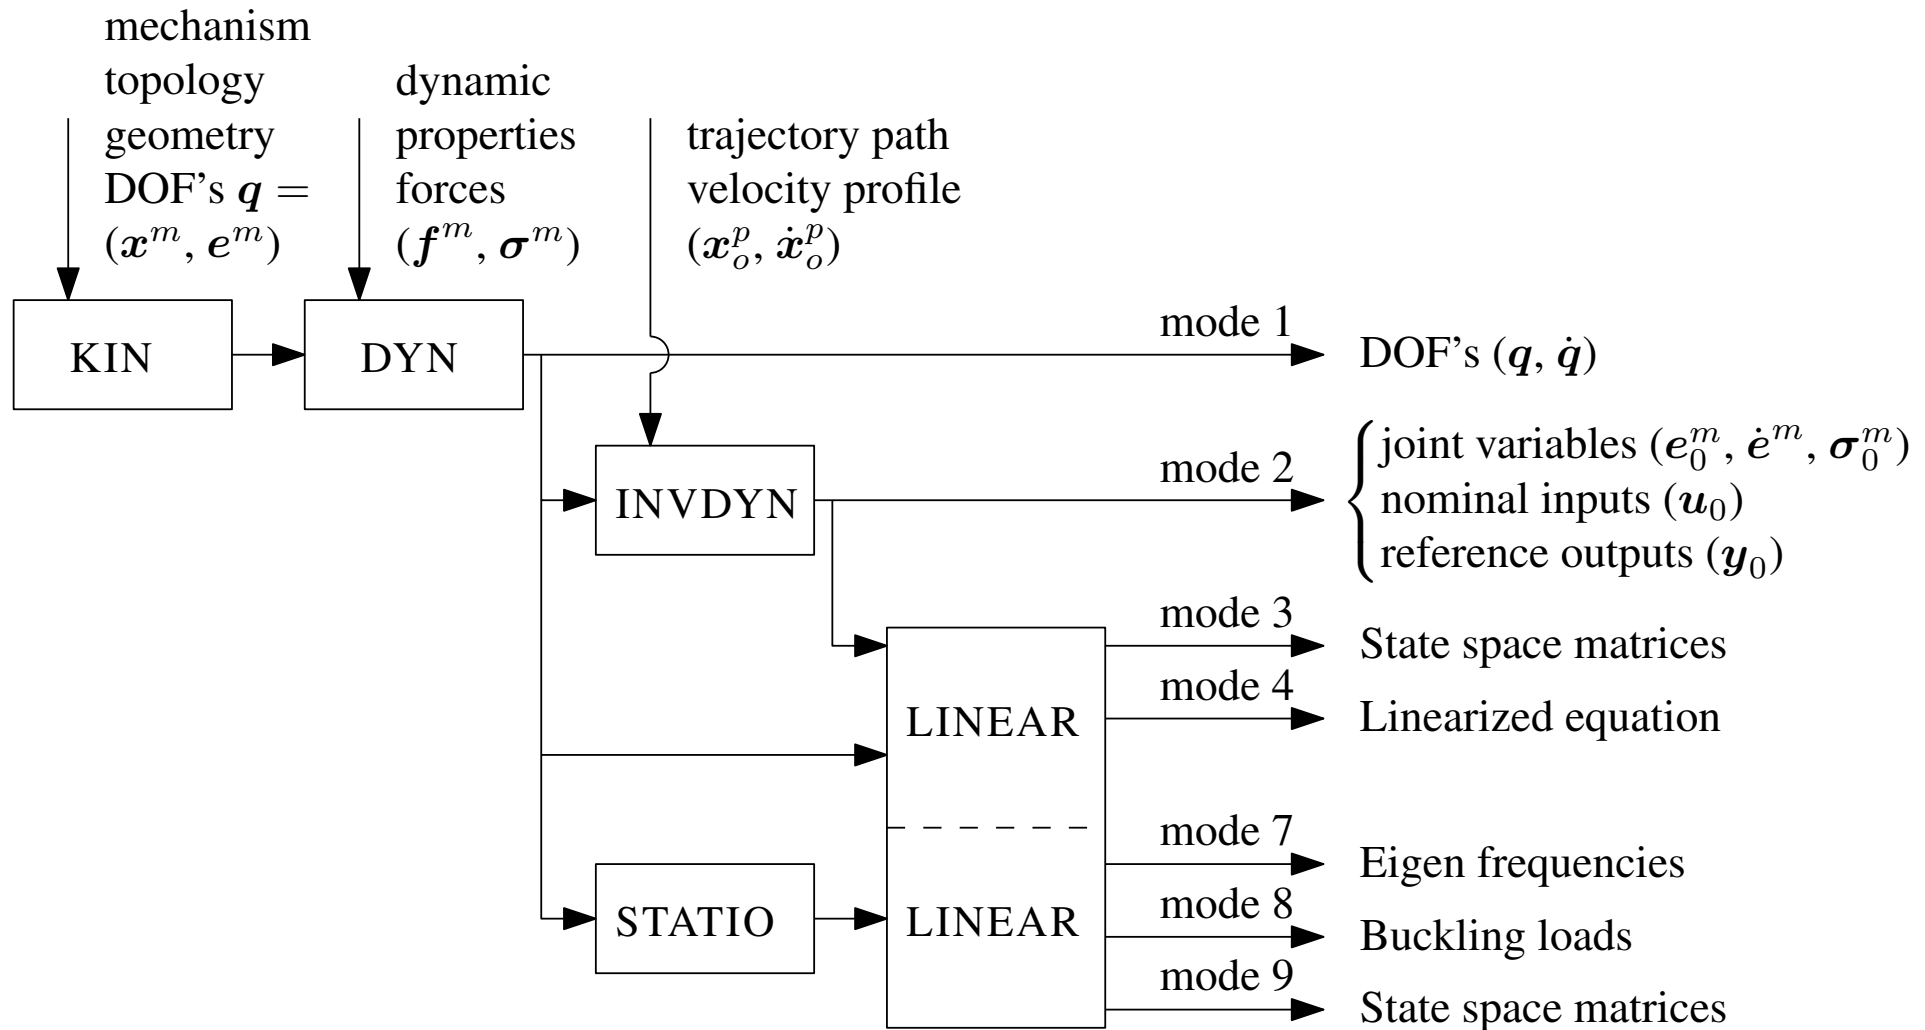 mechanism
topology
geometry
DOF's q =
(x^m, e^m)
dynamic
properties
forces
(f^m, σ^m)
trajectory path
velocity profile
(x_o^p, ẋ_o^p)
KIN
DYN
mode 1
DOF's (q, q̇)
INVDYN
mode 2
joint variables (e_0^m, ė^m, σ_0^m)
nominal inputs (u_0)
reference outputs (y_0)
mode 3
State space matrices
LINEAR
mode 4
Linearized equation
STATIO
LINEAR
mode 7
Eigen frequencies
mode 8
Buckling loads
mode 9
State space matrices